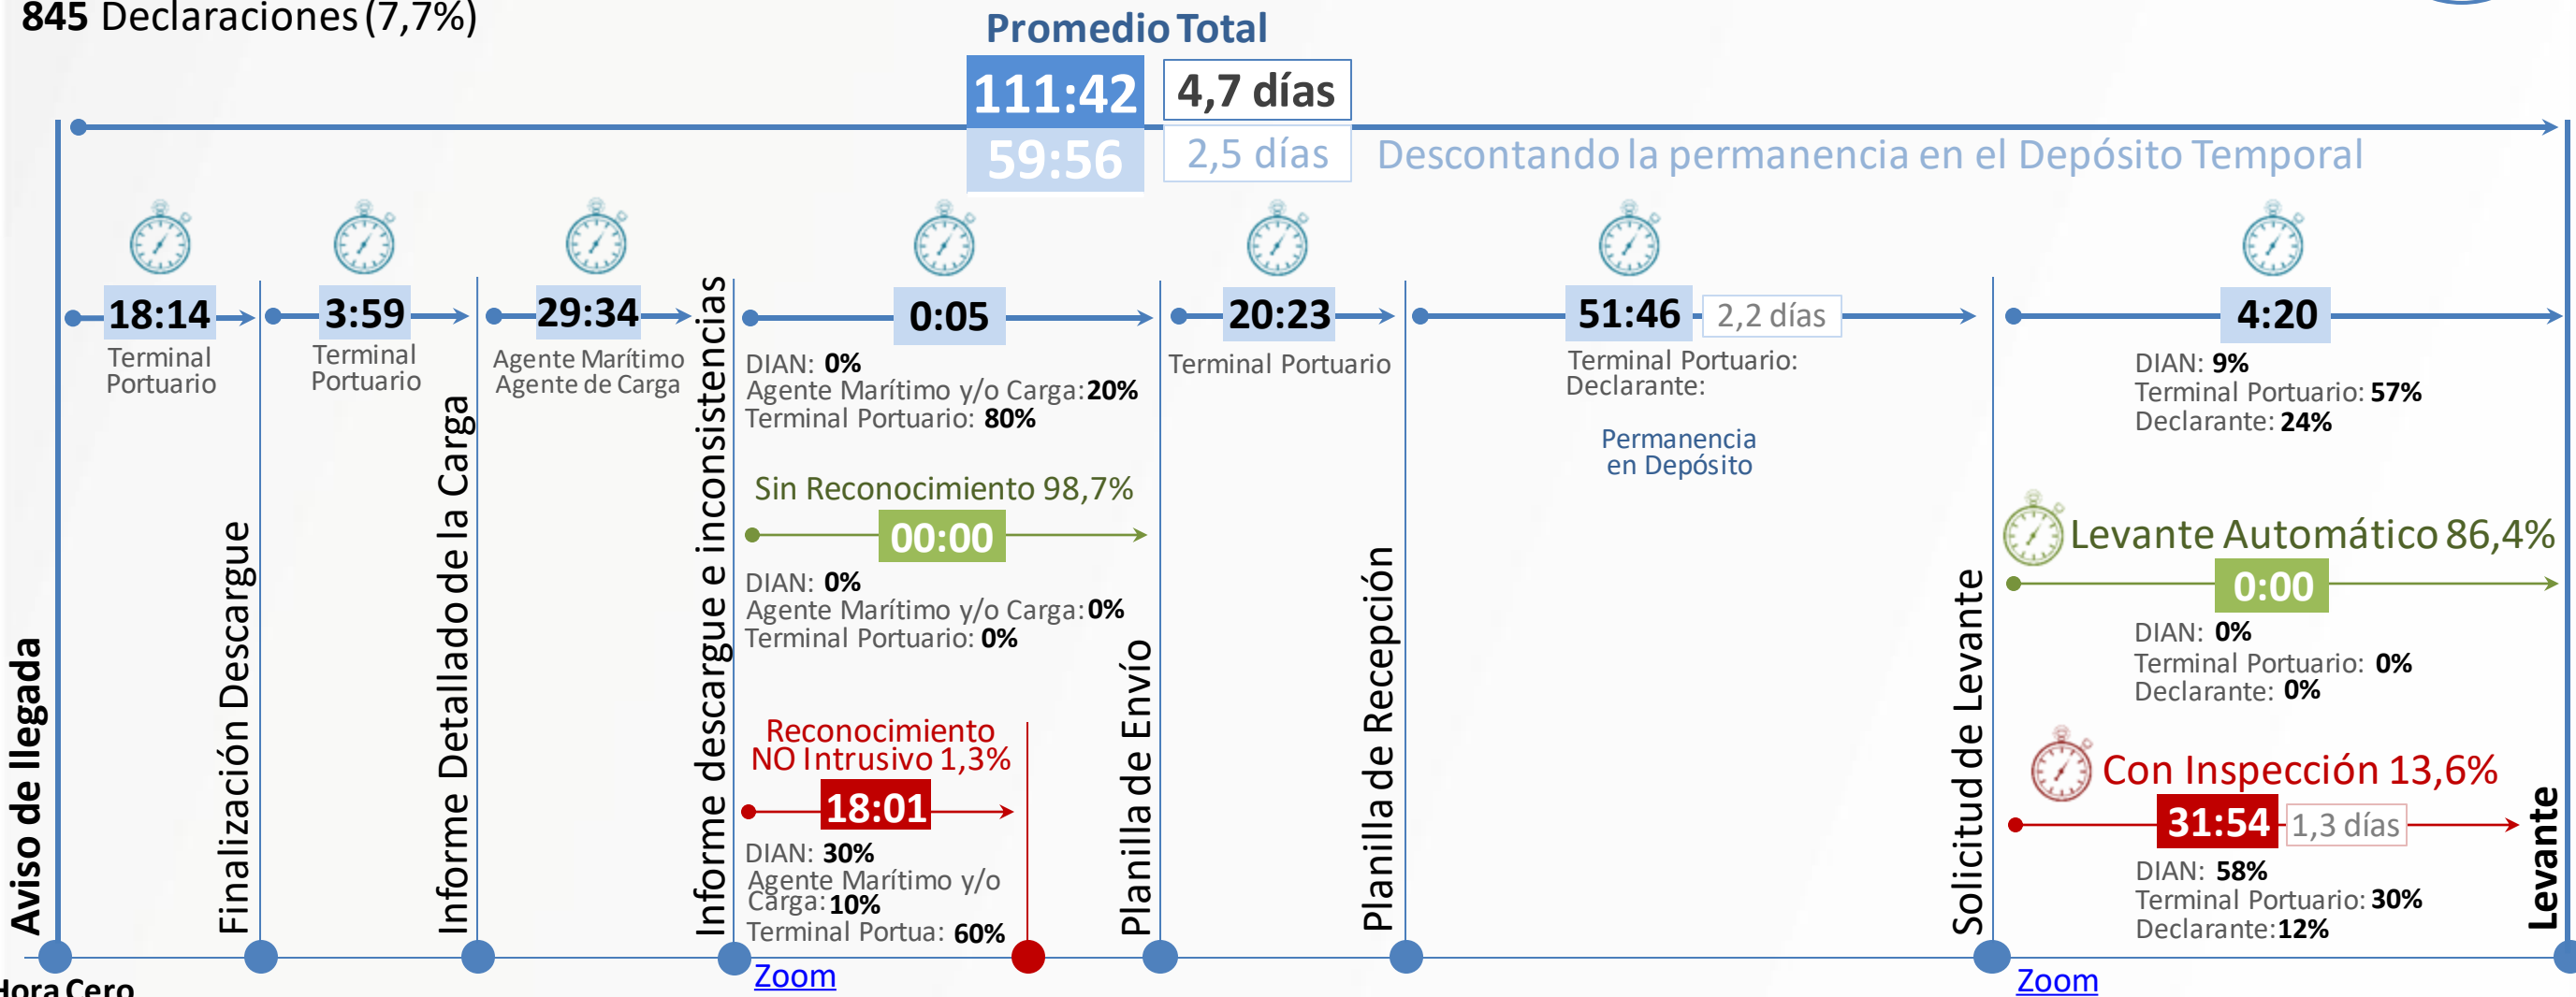 845 Declaraciones (7,7%)
Promedio Total
111:42
4,7 días
59:56
2,5 días
Descontando la permanencia en el Depósito Temporal
18:14
Terminal
Portuario
3:59
Terminal
Portuario
29:34
Agente Marítimo
Agente de Carga
0:05
DIAN: 0%
Agente Marítimo y/o Carga: 20%
Terminal Portuario: 80%
20:23
Terminal Portuario
51:46
2,2 días
Terminal Portuario:
Declarante:
Permanencia
en Depósito
4:20
DIAN: 9%
Terminal Portuario: 57%
Declarante: 24%
Sin Reconocimiento 98,7%
00:00
DIAN: 0%
Agente Marítimo y/o Carga: 0%
Terminal Portuario: 0%
Levante Automático 86,4%
0:00
DIAN: 0%
Terminal Portuario: 0%
Declarante: 0%
Reconocimiento
NO Intrusivo 1,3%
18:01
DIAN: 30%
Agente Marítimo y/o
Carga: 10%
Terminal Portua: 60%
Con Inspección 13,6%
31:54
1,3 días
DIAN: 58%
Terminal Portuario: 30%
Declarante: 12%
Aviso de llegada
Finalización Descargue
Informe Detallado de la Carga
Informe descargue e inconsistencias
Planilla de Envío
Planilla de Recepción
Solicitud de Levante
Levante
Hora Cero
Zoom
Zoom